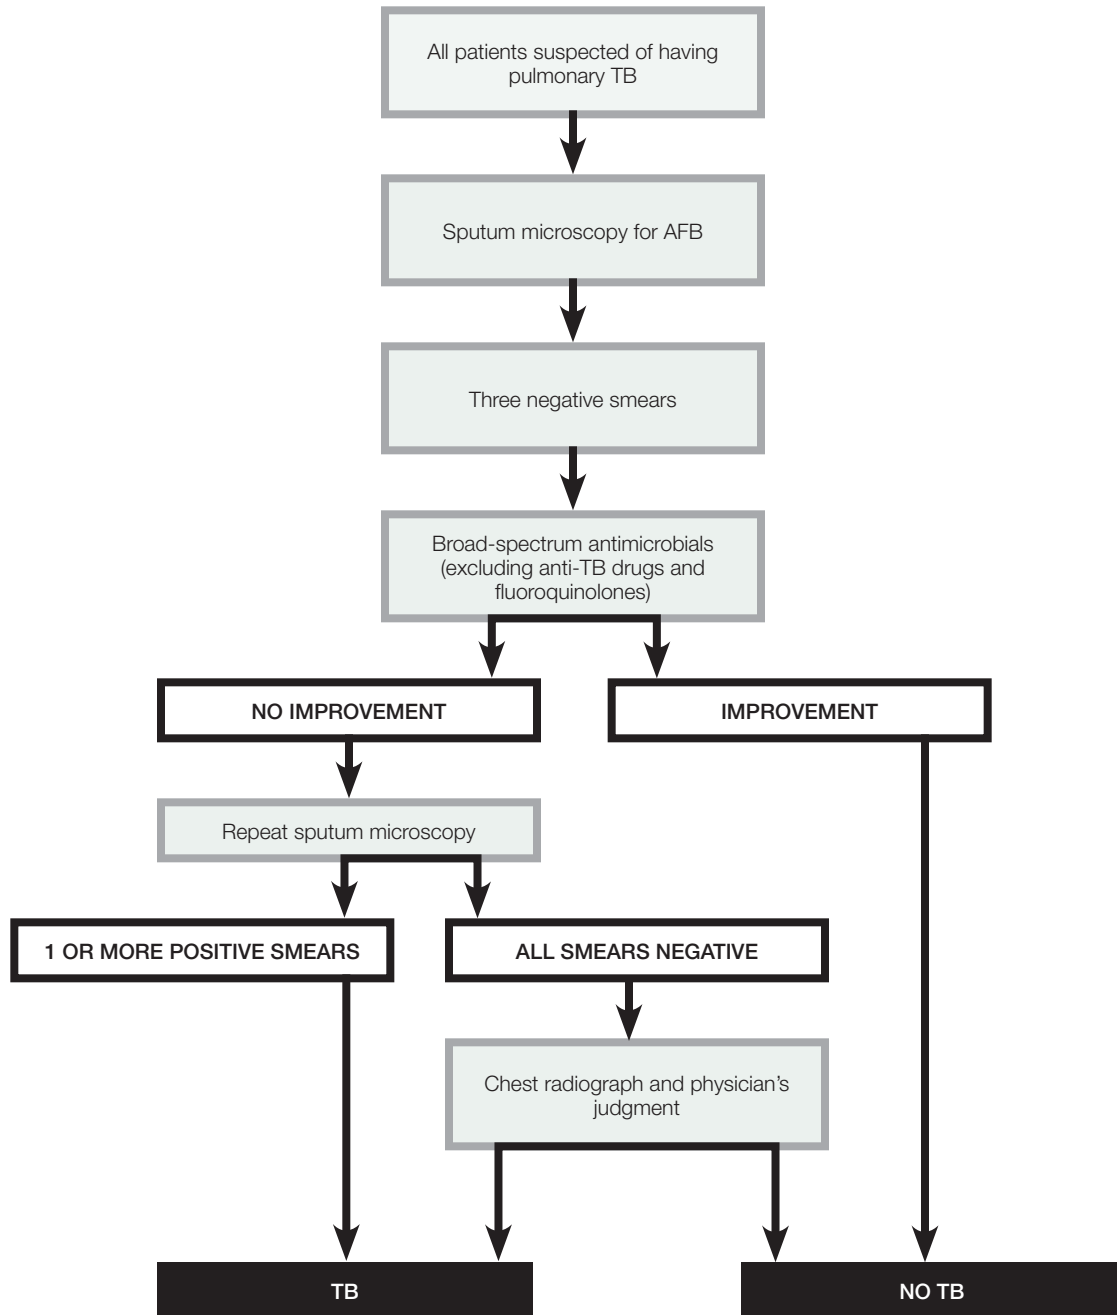 All patients suspected of having
pulmonary TB
Sputum microscopy for AFB
Three negative smears
Broad-spectrum antimicrobials
(excluding anti-TB drugs and
fluoroquinolones)
NO IMPROVEMENT
IMPROVEMENT
Repeat sputum microscopy
1 OR MORE POSITIVE SMEARS
ALL SMEARS NEGATIVE
Chest radiograph and physician’s
judgment
TB
NO TB